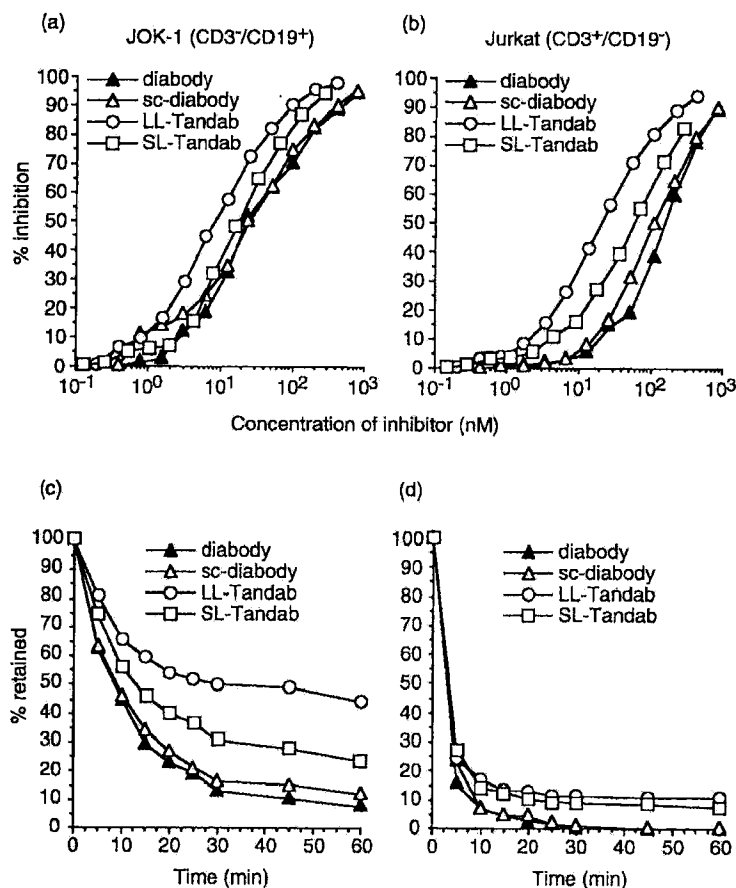 (a)
JOK-1 (CD3⁻/CD19⁺)
100
90
80
70
60
50
40
30
20
10
0
% inhibition
diabody
sc-diabody
LL-Tandab
SL-Tandab
10⁻¹ 10⁰ 10¹ 10² 10³
(b)
Jurkat (CD3⁺/CD19⁻)
100
90
80
70
60
50
40
30
20
10
0
diabody
sc-diabody
LL-Tandab
SL-Tandab
10⁻¹ 10⁰ 10¹ 10² 10³
Concentration of inhibitor (nM)
(c)
100
90
80
70
60
50
40
30
20
10
0
% retained
diabody
sc-diabody
LL-Tandab
SL-Tandab
0 10 20 30 40 50 60
Time (min)
(d)
100
90
80
70
60
50
40
30
20
10
0
diabody
sc-diabody
LL-Tandab
SL-Tandab
0 10 20 30 40 50 60
Time (min)